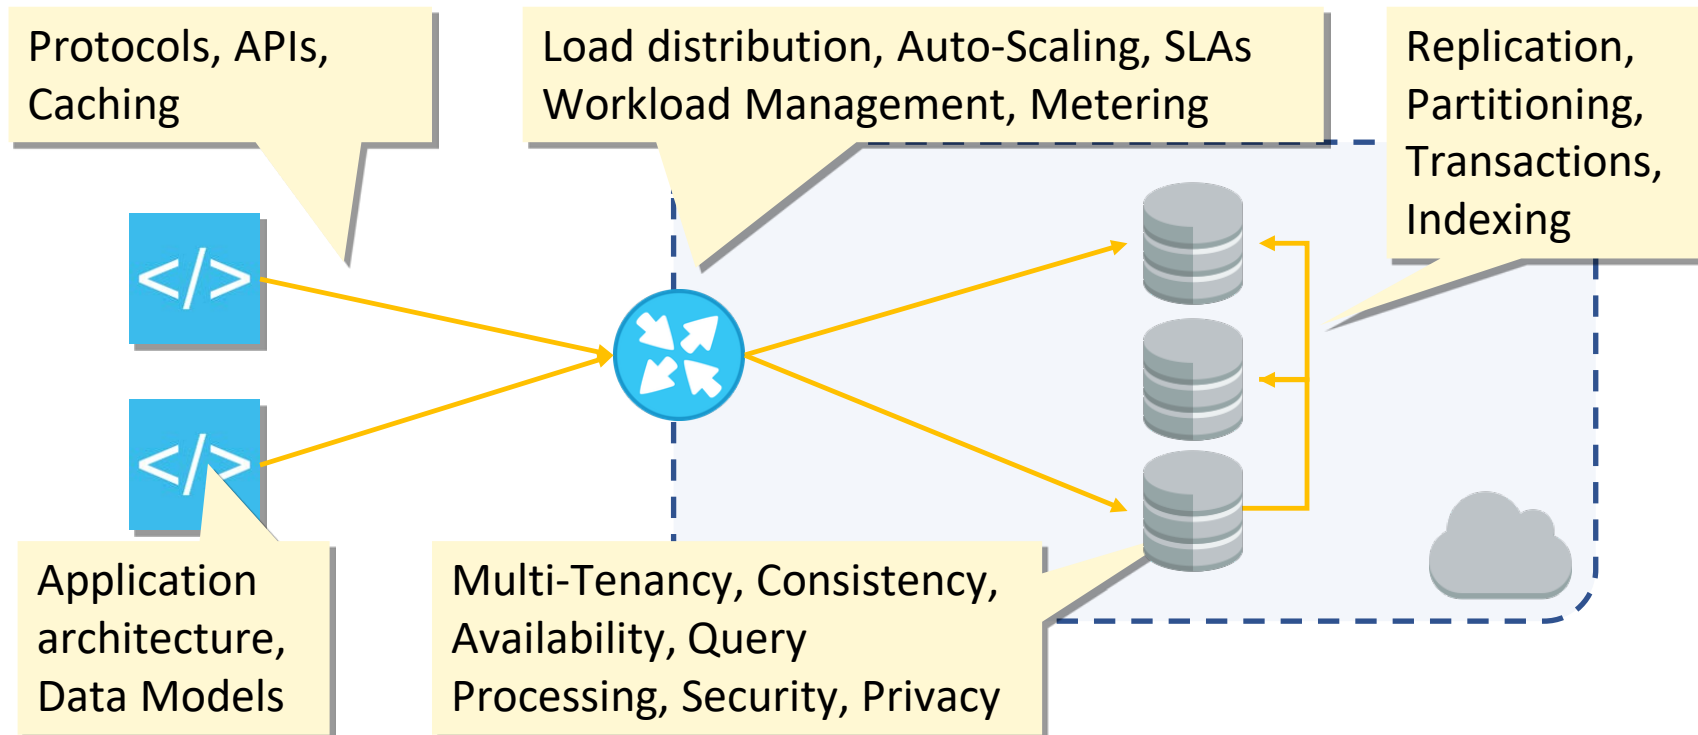 Protocols, APIs,
Caching
Load distribution, Auto-Scaling, SLAs
Workload Management, Metering
Replication,
Partitioning,
Transactions,
Indexing
</>
</>
Application
architecture,
Data Models
Multi-Tenancy, Consistency,
Availability, Query
Processing, Security, Privacy